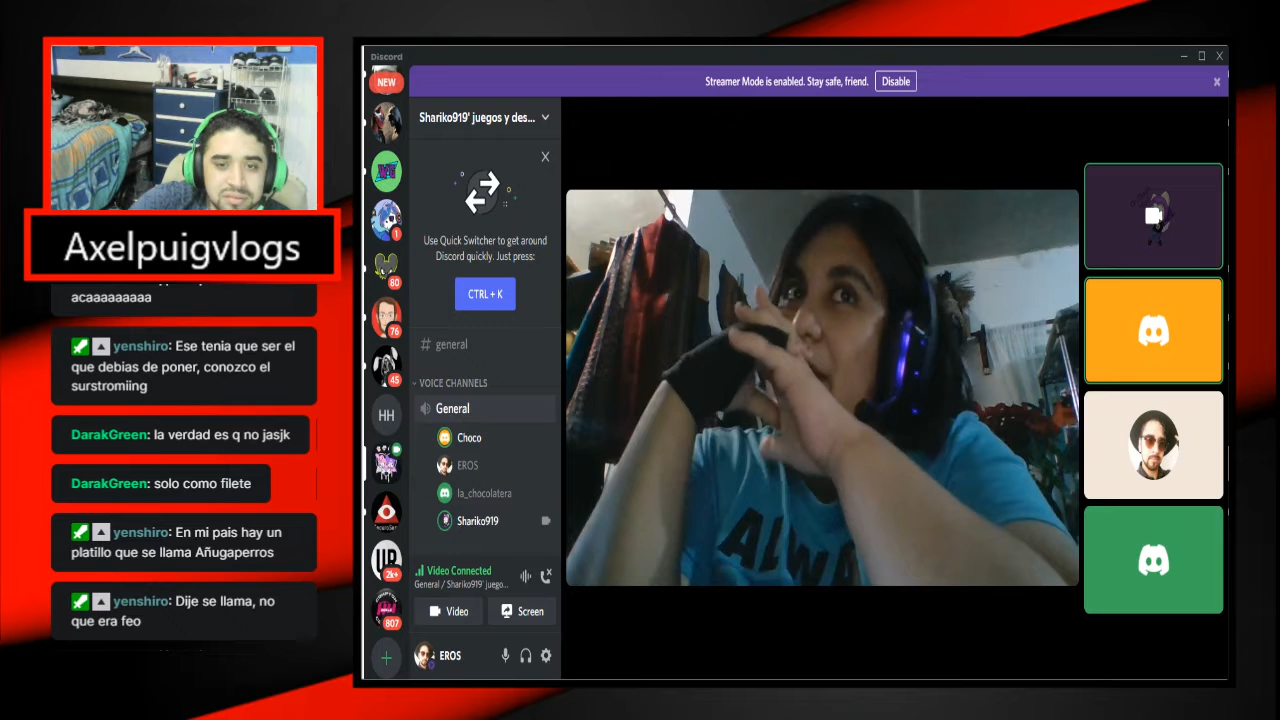 Axelpuigvlogs
acaaaaaaaaa
yenshiro: Ese tenia que ser el
que debias de poner, conozco el
surstromiing
DarakGreen: la verdad es q no jasjk
DarakGreen: solo como filete
yenshiro: En mi pais hay un
platillo que se llama Añugaperros
yenshiro: Dije se llama, no
que era feo
Discord
Streamer Mode is enabled. Stay safe, friend.
Disable
NEW
1
80
76
45
HH
2k+
807
Shariko919' juegos y des...
Use Quick Switcher to get around
Discord quickly. Just press:
CTRL + K
# general
VOICE CHANNELS
General
Choco
EROS
la_chocolatera
Shariko919
Video Connected
General / Shariko919' juego...
Video
Screen
EROS
ALWA